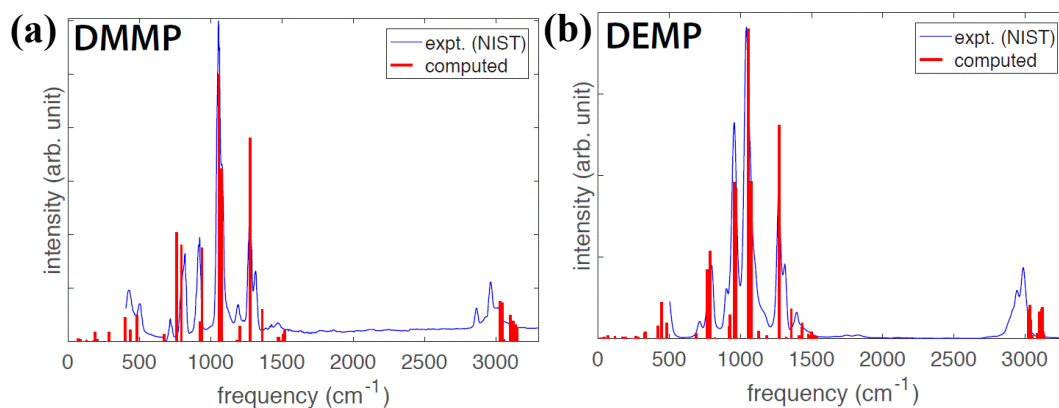 (a) DMMP
expt. (NIST)
computed
intensity (arb. unit)
0 500 1000 1500 2000 2500 3000
frequency (cm⁻¹)
(b) DEMP
expt. (NIST)
computed
intensity (arb. unit)
0 500 1000 1500 2000 2500 3000
frequency (cm⁻¹)